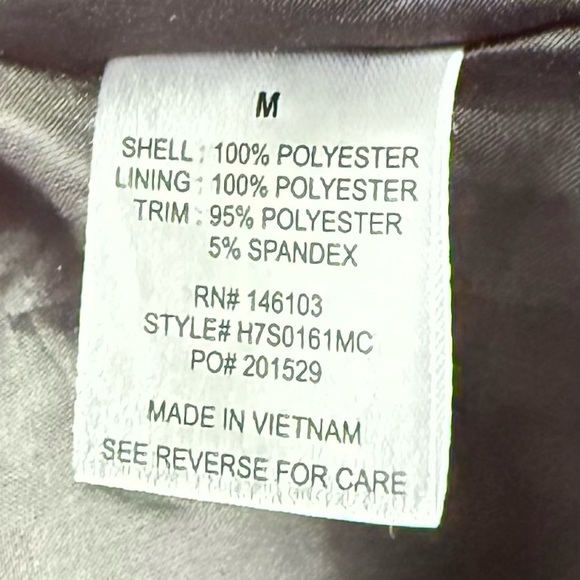 M
SHELL : 100% POLYESTER
LINING : 100% POLYESTER
TRIM : 95% POLYESTER
5% SPANDEX
RN# 146103
STYLE# H7S0161MC
PO# 201529
MADE IN VIETNAM
SEE REVERSE FOR CARE